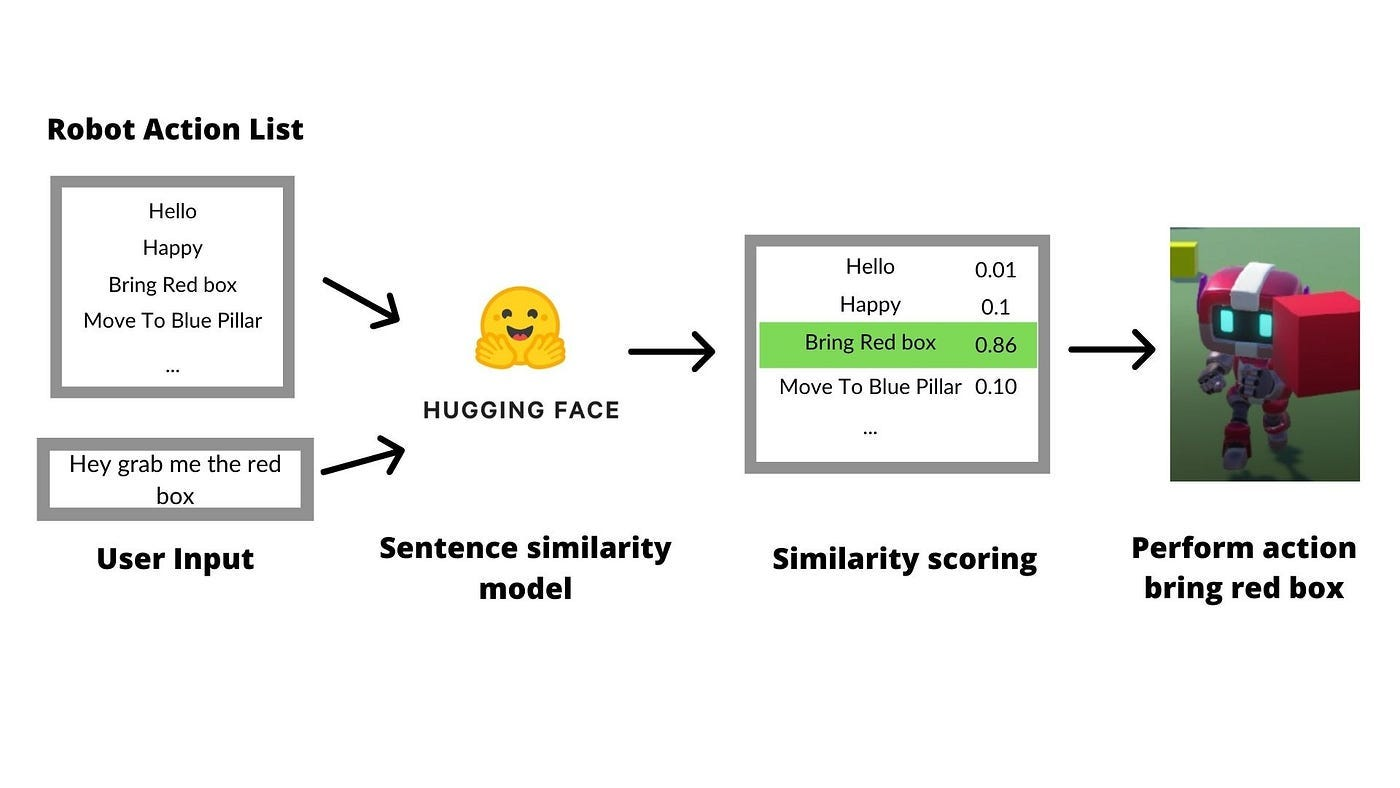 Robot Action List
Hello
Happy
Bring Red box
Move To Blue Pillar
...
Hey grab me the red
box
User Input
HUGGING FACE
Sentence similarity
model
Hello 0.01
Happy 0.1
Bring Red box 0.86
Move To Blue Pillar 0.10
...
Similarity scoring
Perform action
bring red box